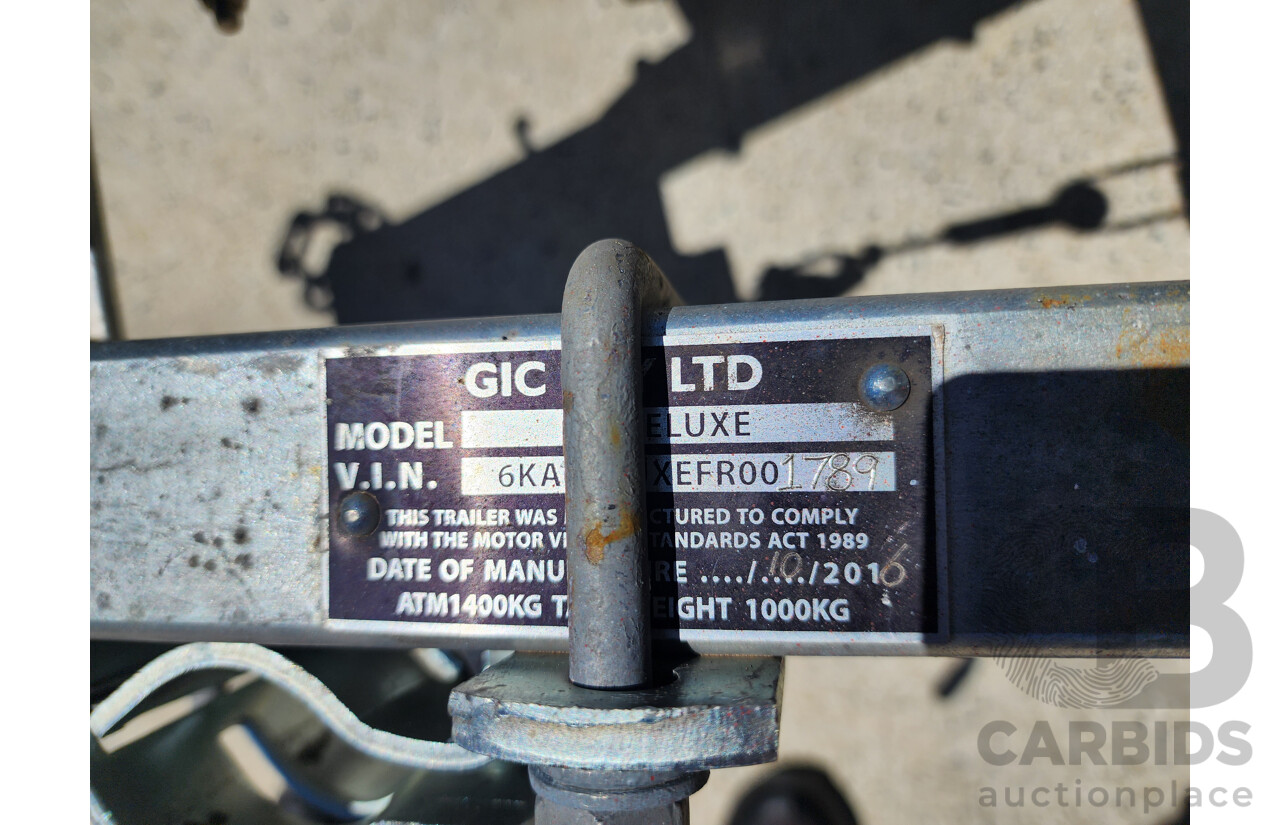 GIC LTD
MODEL ELUXE
V.I.N. 6KA XEFR001789
THIS TRAILER WAS CTURED TO COMPLY
WITH THE MOTOR VE TANDARDS ACT 1989
DATE OF MANU RE ..../.10./2016
ATM1400KG T EIGHT 1000KG
B
CARBIDS
auctionplace